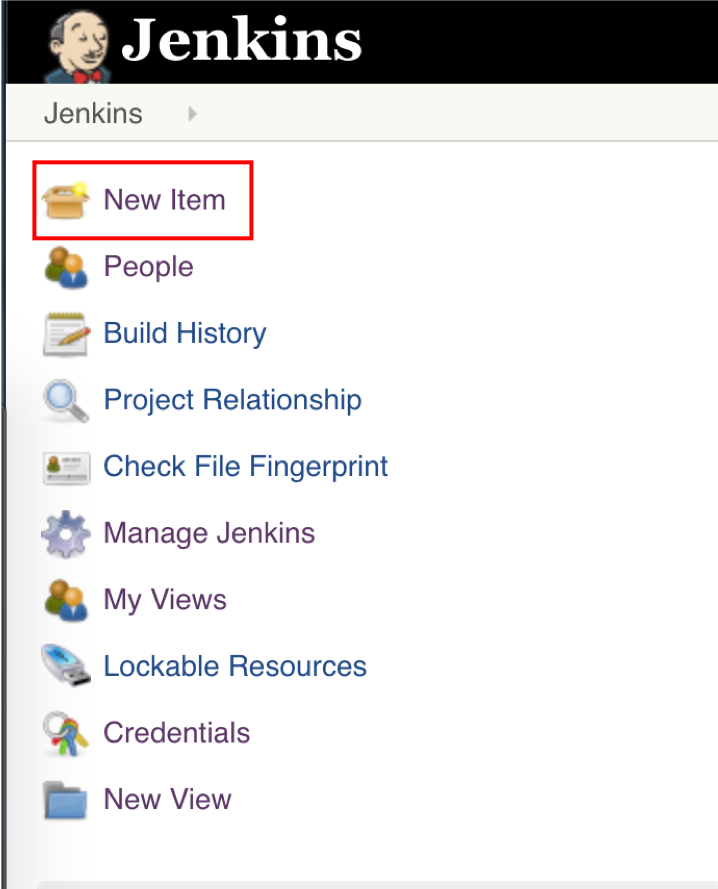 Jenkins
Jenkins
New Item
People
Build History
Project Relationship
Check File Fingerprint
Manage Jenkins
My Views
Lockable Resources
Credentials
New View